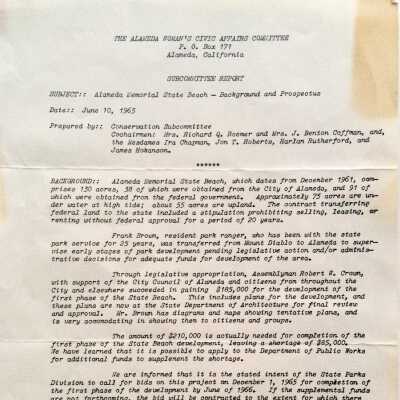 THE ALAMEDA WOMAN'S CIVIC AFFAIRS COMMITTEE
P. O. Box 171
Alameda, California
SUBCOMMITTEE REPORT
SUBJECT:: Alameda Memorial State Beach - Background and Prospectus
Date:: June 10, 1965
Prepared by:: Conservation Subcommittee
Cochairmen: Mrs. Richard Q. Roemer and Mrs. J. Benton Coffman, and,
the Mesdames Ira Chapman, Jon T. Roberts, Harlan Rutherford, and
James Hokanson.
******
BACKGROUND:: Alameda Memorial State Beach, which dates from December 1961, com-
prises 130 acres, 38 of which were obtained from the City of Alameda, and 91 of
which were obtained from the federal government. Approximately 75 acres are un-
der water at high tide; about 55 acres are upland. The contract transferring
federal land to the state included a stipulation prohibiting selling, leasing, or
renting without federal approval for a period of 20 years.
Frank Brown, resident park ranger, who has been with the state
park service for 25 years, was transferred from Mount Diablo to Alameda to super-
vise early stages of park development pending legislative action and/or adminis-
trative decisions for adequate funds for development of the area.
Through legislative appropriation, Assemblyman Robert W. Crown,
with support of the City Council of Alameda and citizens from throughout the
City and elsewhere succeeded in gaining $185,000 for the development of the
first phase of the State Beach. This includes plans for the development, and
these plans are now at the State Department of Architecture for final review
and approval. Mr. Brown has diagrams and maps showing tentative plans, and
is very accomodating in showing them to citizens and groups.
The amount of $210,000 is actually needed for completion of the
first phase of the State Beach development, leaving a shortage of $85,000.
We have learned that it is possible to apply to the Department of Public Works
for additional funds to supplement the shortage.
We are informed that it is the stated intent of the State Parks
Division to call for bids on this project on December 1, 1965 for completion of
the first phase of the development by June of 1966. If the supplemental funds
are not forthcoming, the bid will be contracted to the extent for which there